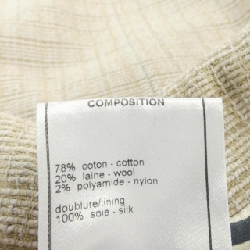 COMPOSITION
78% coton - cotton
20% laine - wool
2% polyamide - nylon
doublure/lining
100% soie - silk